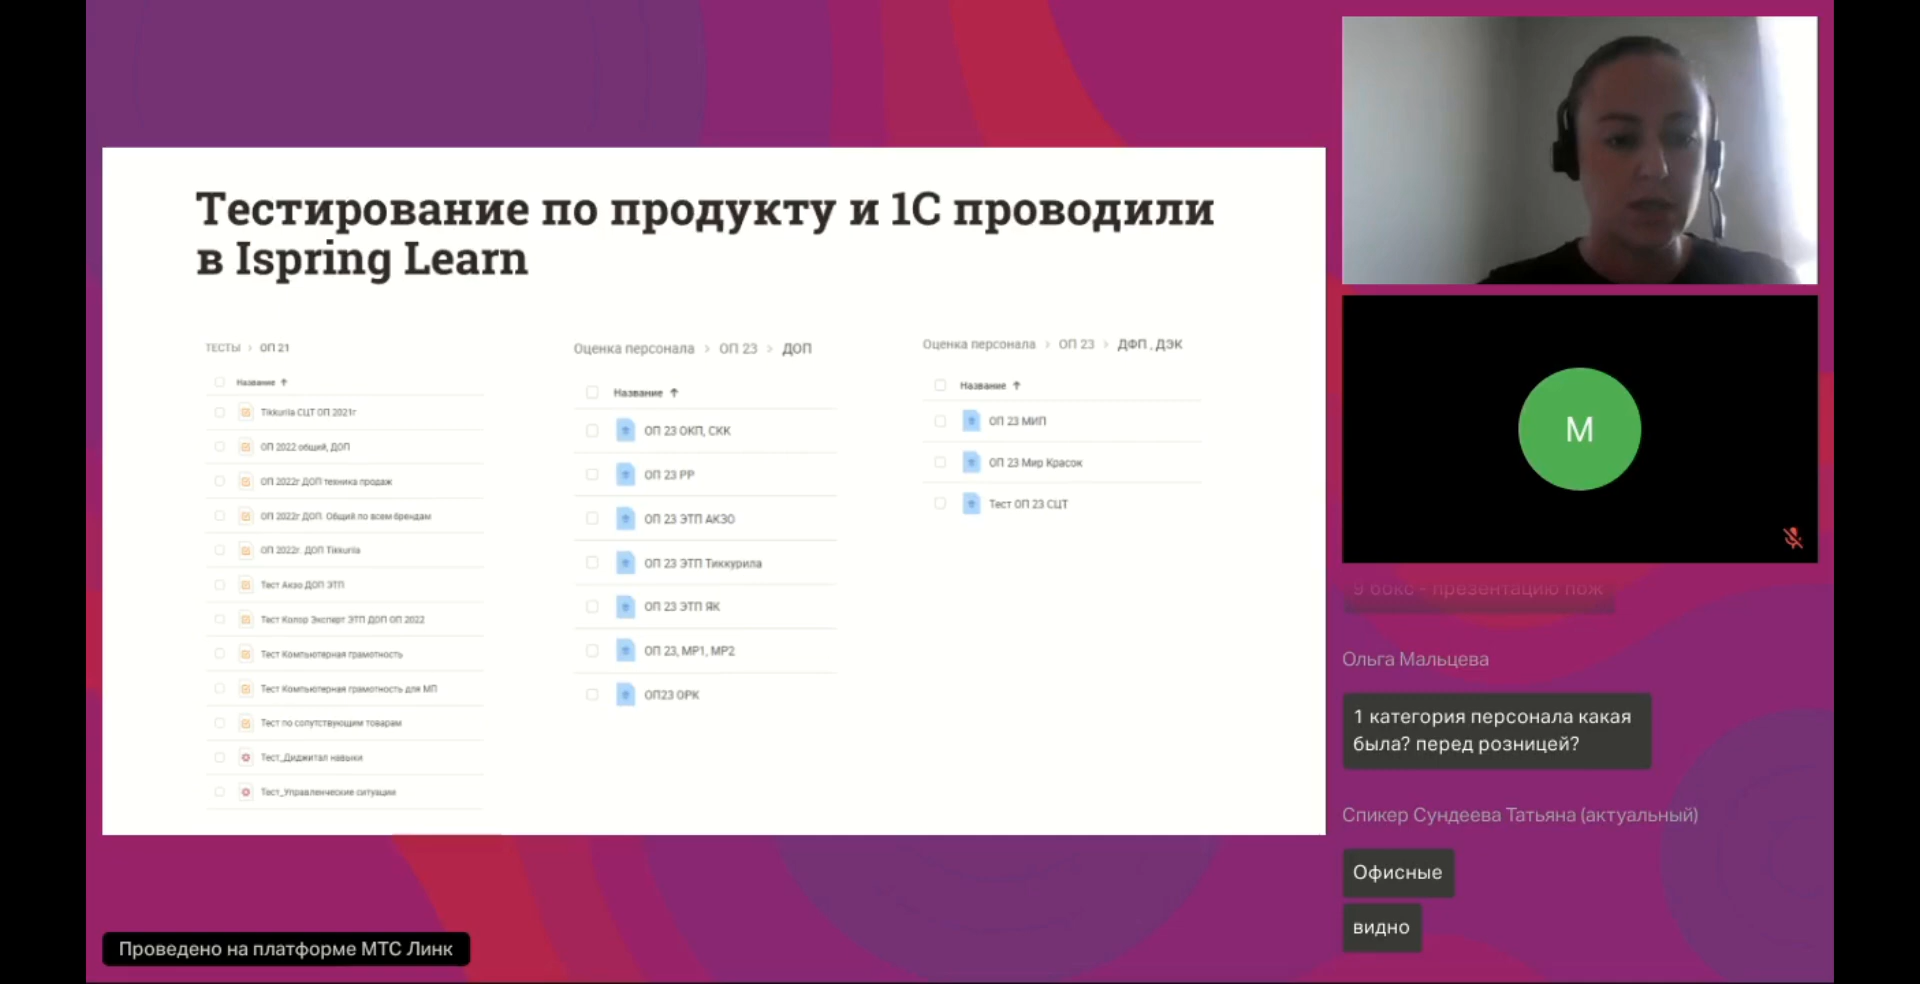 Тестирование по продукту и 1С проводили
в Ispring Learn
ТЕСТЫ > ОП 21
Название ↑
Tikkurila СЦТ ОП 2021г
ОП 2022 общий, ДОП
ОП 2022г ДОП техника продаж
ОП 2022г ДОП. Общий по всем брендам
ОП 2022г. ДОП Tikkurila
Тест Акзо ДОП ЭТП
Тест Колор Эксперт ЭТП ДОП ОП 2022
Тест Компьютерная грамотность
Тест Компьютерная грамотность для МП
Тест по сопутствующим товарам
Тест_Диджитал навыки
Тест_Управленческие ситуации
Оценка персонала > ОП 23 > ДОП
Название ↑
ОП 23 ОКП, СКК
ОП 23 РР
ОП 23 ЭТП АКЗО
ОП 23 ЭТП Тиккурила
ОП 23 ЭТП ЯК
ОП 23, МР1, МР2
ОП23 ОРК
Оценка персонала > ОП 23 > ДФП , ДЭК
Название ↑
ОП 23 МИП
ОП 23 Мир Красок
Тест ОП 23 СЦТ
М
9 бокс - презентацию пож
Ольга Мальцева
1 категория персонала какая
была? перед розницей?
Спикер Сундеева Татьяна (актуальный)
Офисные
видно
Проведено на платформе МТС Линк